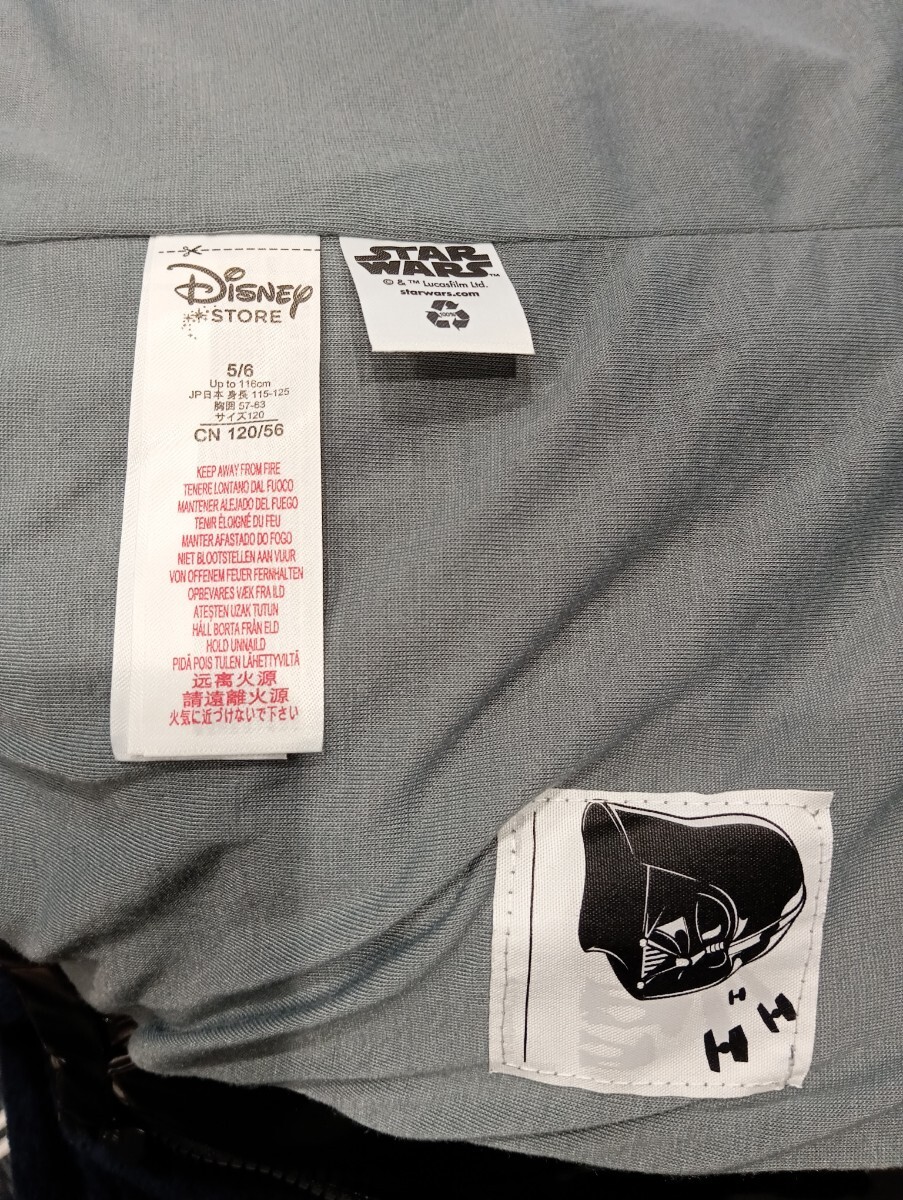 Disney
STORE
5/6
Up to 116cm
JP日本 身長 115-125
胸囲 57-63
サイズ120
CN 120/56
KEEP AWAY FROM FIRE
TENERE LONTANO DAL FUOCO
MANTENER ALEJADO DEL FUEGO
TENIR ÉLOIGNÉ DU FEU
MANTER AFASTADO DO FOGO
NIET BLOOTSTELLEN AAN VUUR
VON OFFENEM FEUER FERNHALTEN
OPBEVARES VÆK FRA ILD
ATEŞTEN UZAK TUTUN
HÅLL BORTA FRÅN ELD
HOLD UNNAILD
PIDÄ POIS TULEN LÄHETTYVILTÄ
远离火源
請遠離火源
火気に近づけないで下さい
STAR
WARS™
© & ™ Lucasfilm Ltd.
starwars.com
100%